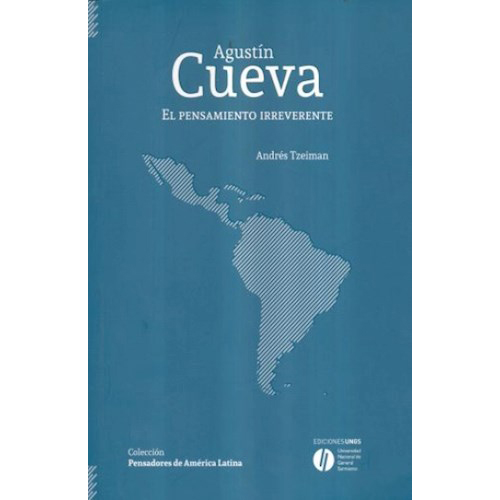 Agustín
Cueva
EL PENSAMIENTO IRREVERENTE
Andrés Tzeiman
Colección
Pensadores de América Latina
EDICIONES UNGS
Universidad
Nacional de
General
Sarmiento